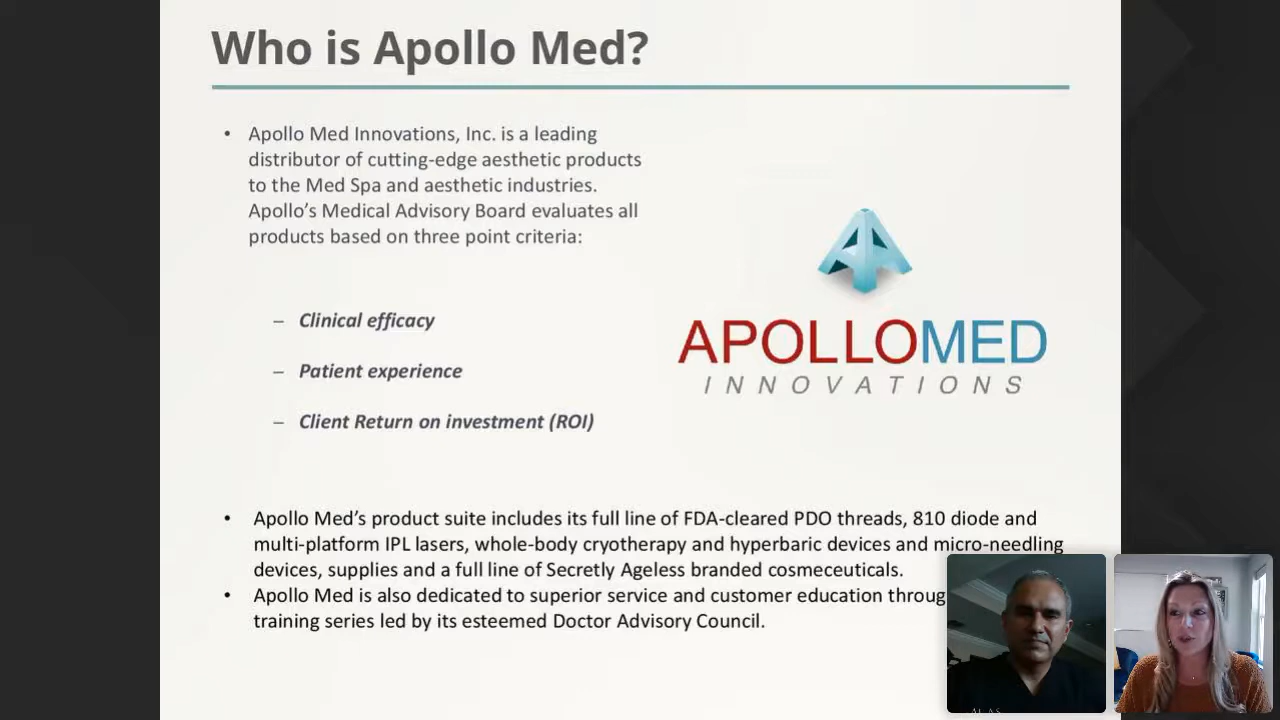 Who is Apollo Med?
• Apollo Med Innovations, Inc. is a leading
distributor of cutting-edge aesthetic products
to the Med Spa and aesthetic industries.
Apollo's Medical Advisory Board evaluates all
products based on three point criteria:
– Clinical efficacy
– Patient experience
– Client Return on investment (ROI)
APOLLOMED
INNOVATIONS
• Apollo Med's product suite includes its full line of FDA-cleared PDO threads, 810 diode and
multi-platform IPL lasers, whole-body cryotherapy and hyperbaric devices and micro-needling
devices, supplies and a full line of Secretly Ageless branded cosmeceuticals.
• Apollo Med is also dedicated to superior service and customer education
training series led by its esteemed Doctor Advisory Council.